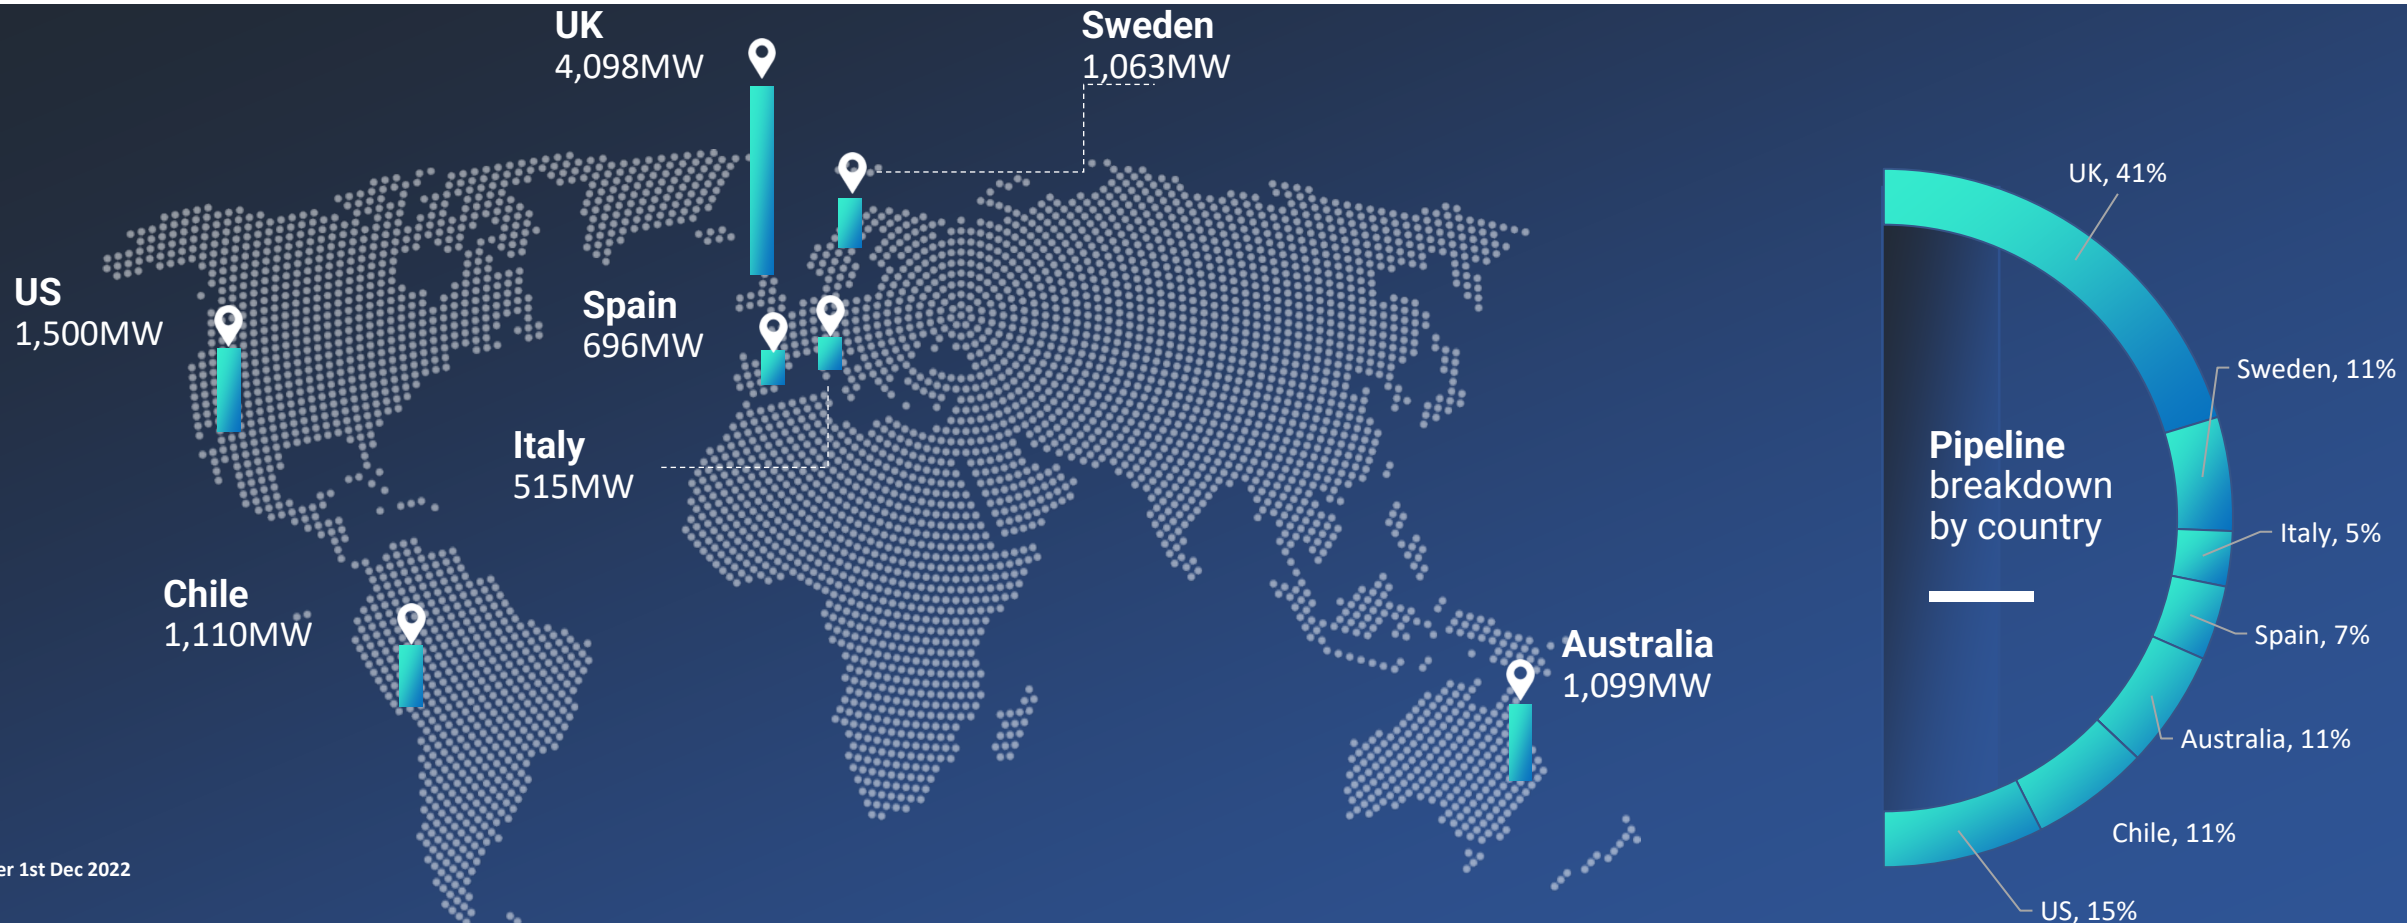 UK
4,098MW
Sweden
1,063MW
US
1,500MW
Spain
696MW
Italy
515MW
Chile
1,110MW
Australia
1,099MW
1st Dec 2022
Pipeline
breakdown
by country
UK, 41%
Sweden, 11%
Italy, 5%
Spain, 7%
Australia, 11%
Chile, 11%
US, 15%